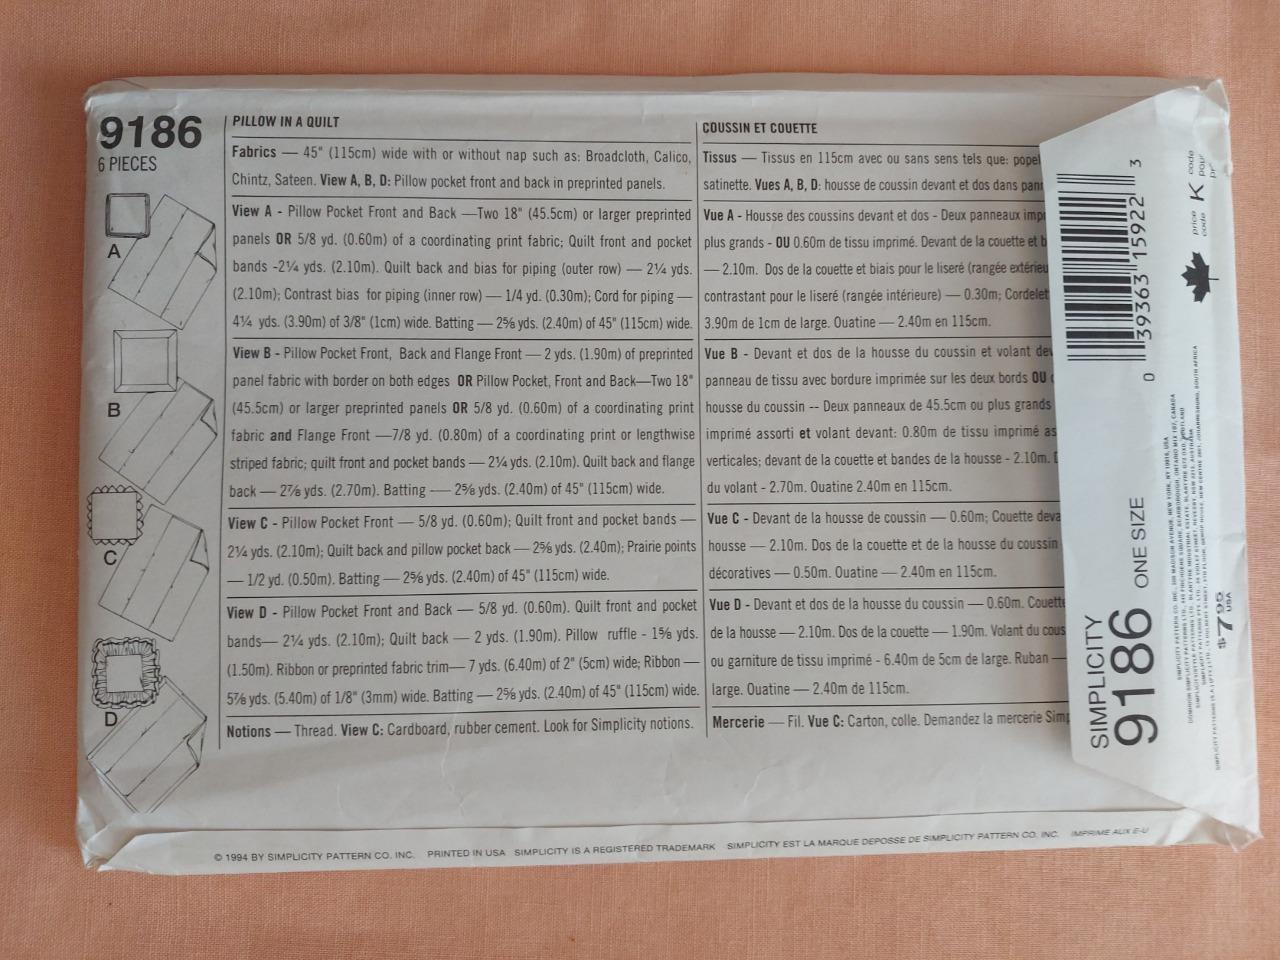 9186
6 PIECES
A
B
C
D
PILLOW IN A QUILT
Fabrics — 45" (115cm) wide with or without nap such as: Broadcloth, Calico,
Chintz, Sateen. View A, B, D: Pillow pocket front and back in preprinted panels.
View A - Pillow Pocket Front and Back —Two 18" (45.5cm) or larger preprinted
panels OR 5/8 yd. (0.60m) of a coordinating print fabric; Quilt front and pocket
bands -2¼ yds. (2.10m). Quilt back and bias for piping (outer row) — 2¼ yds.
(2.10m); Contrast bias for piping (inner row) — 1/4 yd. (0.30m); Cord for piping —
4¼ yds. (3.90m) of 3/8" (1cm) wide. Batting — 2⅝ yds. (2.40m) of 45" (115cm) wide.
View B - Pillow Pocket Front, Back and Flange Front — 2 yds. (1.90m) of preprinted
panel fabric with border on both edges OR Pillow Pocket, Front and Back—Two 18"
(45.5cm) or larger preprinted panels OR 5/8 yd. (0.60m) of a coordinating print
fabric and Flange Front —7/8 yd. (0.80m) of a coordinating print or lengthwise
striped fabric; quilt front and pocket bands — 2¼ yds. (2.10m). Quilt back and flange
back — 2⅞ yds. (2.70m). Batting — 2⅝ yds. (2.40m) of 45" (115cm) wide.
View C - Pillow Pocket Front — 5/8 yd. (0.60m); Quilt front and pocket bands —
2¼ yds. (2.10m); Quilt back and pillow pocket back — 2⅝ yds. (2.40m); Prairie points
— 1/2 yd. (0.50m). Batting — 2⅝ yds. (2.40m) of 45" (115cm) wide.
View D - Pillow Pocket Front and Back — 5/8 yd. (0.60m). Quilt front and pocket
bands— 2¼ yds. (2.10m); Quilt back — 2 yds. (1.90m). Pillow ruffle - 1⅝ yds.
(1.50m). Ribbon or preprinted fabric trim— 7 yds. (6.40m) of 2" (5cm) wide; Ribbon —
5⅞ yds. (5.40m) of 1/8" (3mm) wide. Batting — 2⅝ yds. (2.40m) of 45" (115cm) wide.
Notions — Thread. View C: Cardboard, rubber cement. Look for Simplicity notions.
COUSSIN ET COUETTE
Tissus — Tissus en 115cm avec ou sans sens tels que:
satinette. Vues A, B, D: housse de coussin devant et dos dans
Vue A - Housse des coussins devant et dos - Deux panneaux
plus grands - OU 0.60m de tissu imprimé. Devant de la couette et
— 2.10m. Dos de la couette et biais pour le liseré (rangée
contrastant pour le liseré (rangée intérieure) — 0.30m;
3.90m de 1cm de large. Ouatine — 2.40m en 115cm.
Vue B - Devant et dos de la housse du coussin et volant
panneau de tissu avec bordure imprimée sur les deux bords OU
housse du coussin -- Deux panneaux de 45.5cm ou plus grands
imprimé assorti et volant devant: 0.80m de tissu imprimé
verticales; devant de la couette et bandes de la housse - 2.10m.
du volant - 2.70m. Ouatine 2.40m en 115cm.
Vue C - Devant de la housse de coussin — 0.60m; Couette
housse — 2.10m. Dos de la couette et de la housse du coussin
décoratives — 0.50m. Ouatine — 2.40m en 115cm.
Vue D - Devant et dos de la housse du coussin — 0.60m.
de la housse — 2.10m. Dos de la couette — 1.90m. Volant du
ou garniture de tissu imprimé - 6.40m de 5cm de large. Ruban —
large. Ouatine — 2.40m de 115cm.
Mercerie — Fil. Vue C: Carton, colle. Demandez la mercerie
0 39363 15922 3
price code K
SIMPLICITY
9186 ONE SIZE
$7.95
USA
© 1994 BY SIMPLICITY PATTERN CO. INC. PRINTED IN USA SIMPLICITY IS A REGISTERED TRADEMARK SIMPLICITY EST LA MARQUE DEPOSSE DE SIMPLICITY PATTERN CO. INC. IMPRIME AUX E-U